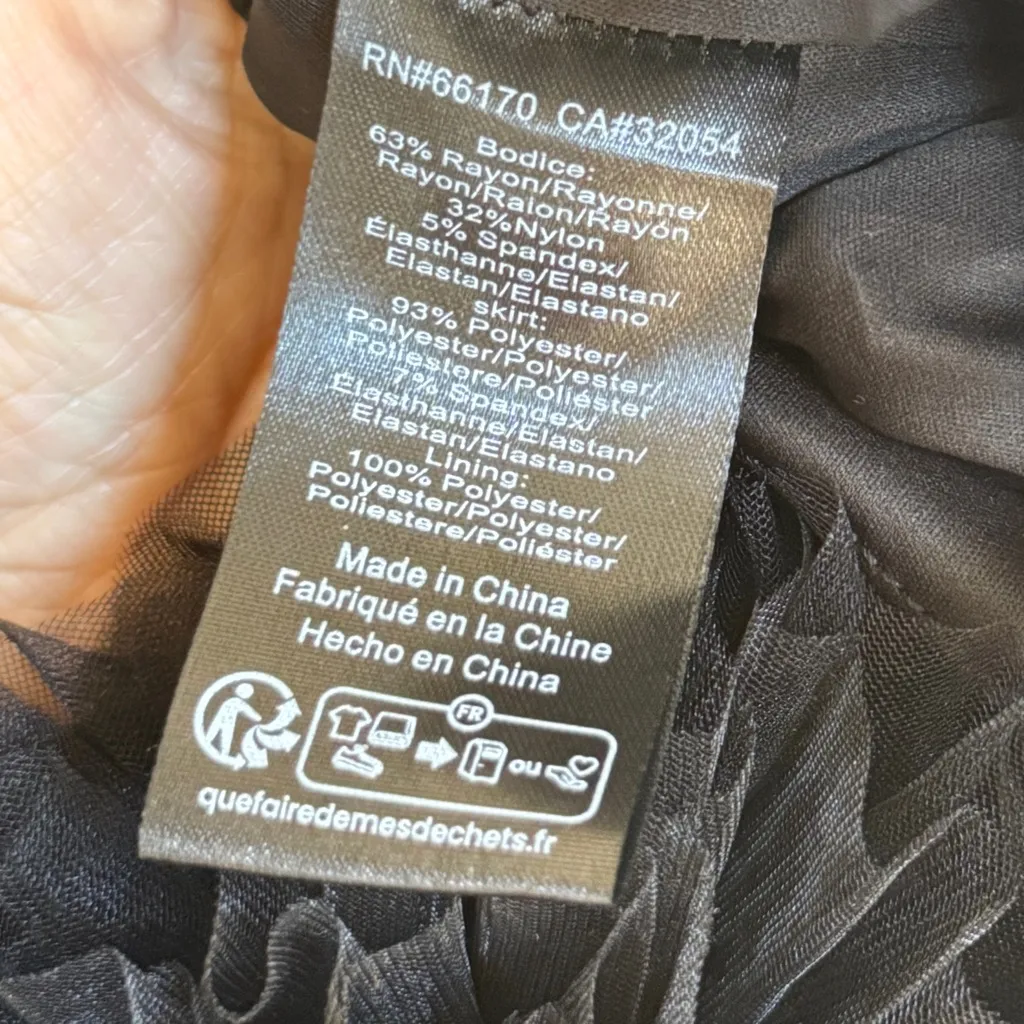 RN#66170 CA#32054
Bodice:
63% Rayon/Rayonne/
Rayon/Raion/Rayón
32%Nylon
5% Spandex/
Élasthanne/Elastan/
Elastan/Elastano
skirt:
93% Polyester/
Polyester/Polyester/
Poliestere/Poliéster
7% Spandex/
Élasthanne/Elastan/
Elastan/Elastano
Lining:
100% Polyester/
Polyester/Polyester/
Poliestere/Poliéster
Made in China
Fabriqué en la Chine
Hecho en China
FR
ou
quefairedemesdechets.fr